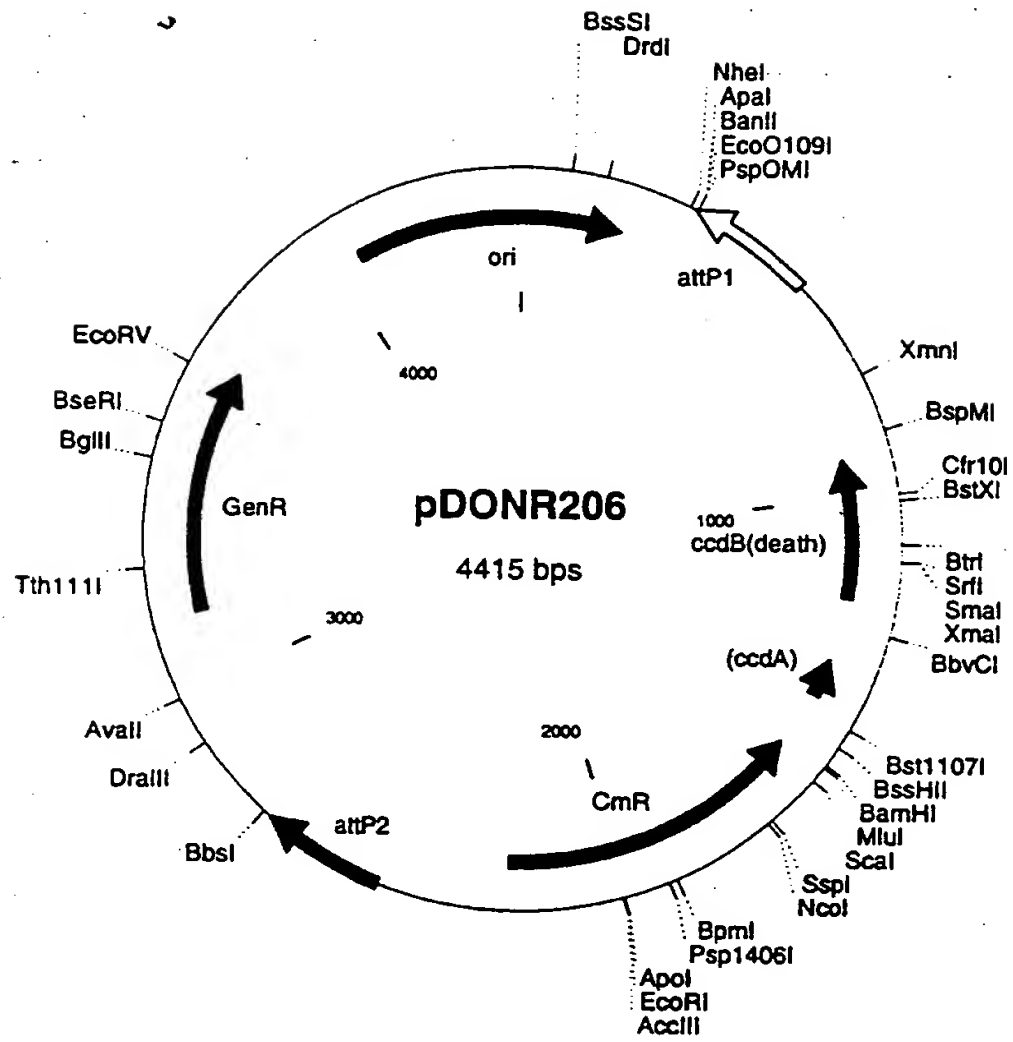 BssSI
DrdI
NheI
ApaI
BanII
EcoO109I
PspOMI
ori
attP1
EcoRV
4000
XmnI
BseRI
BspMI
BglII
Cfr10I
BstXI
pDONR206
GenR
1000
ccdB(death)
4415 bps
BtrI
SrfI
SmaI
XmaI
Tth111I
3000
(ccdA)
BbvCI
AvaII
2000
DraIII
CmR
Bst1107I
BssHII
BamHI
MluI
ScaI
attP2
BbsI
SspI
NcoI
BpmI
Psp1406I
ApoI
EcoRI
AccIII